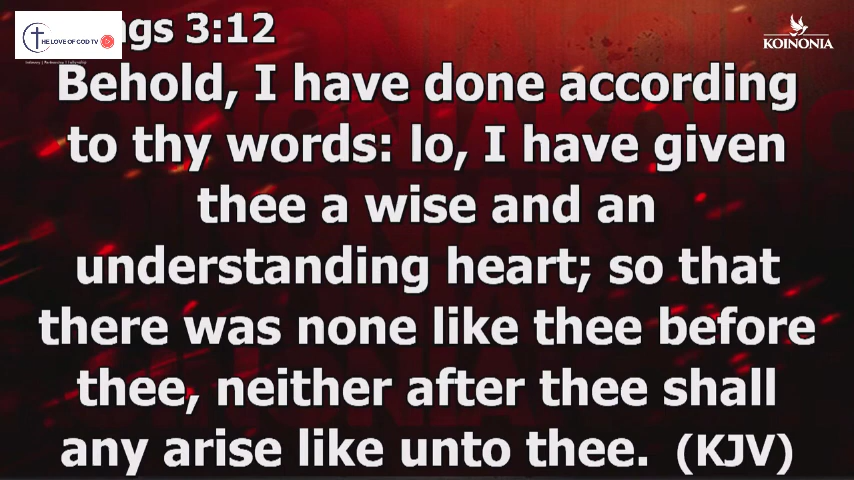 THE LOVE OF GOD TV
ngs 3:12
KOINONIA
Behold, I have done according
to thy words: lo, I have given
thee a wise and an
understanding heart; so that
there was none like thee before
thee, neither after thee shall
any arise like unto thee. (KJV)